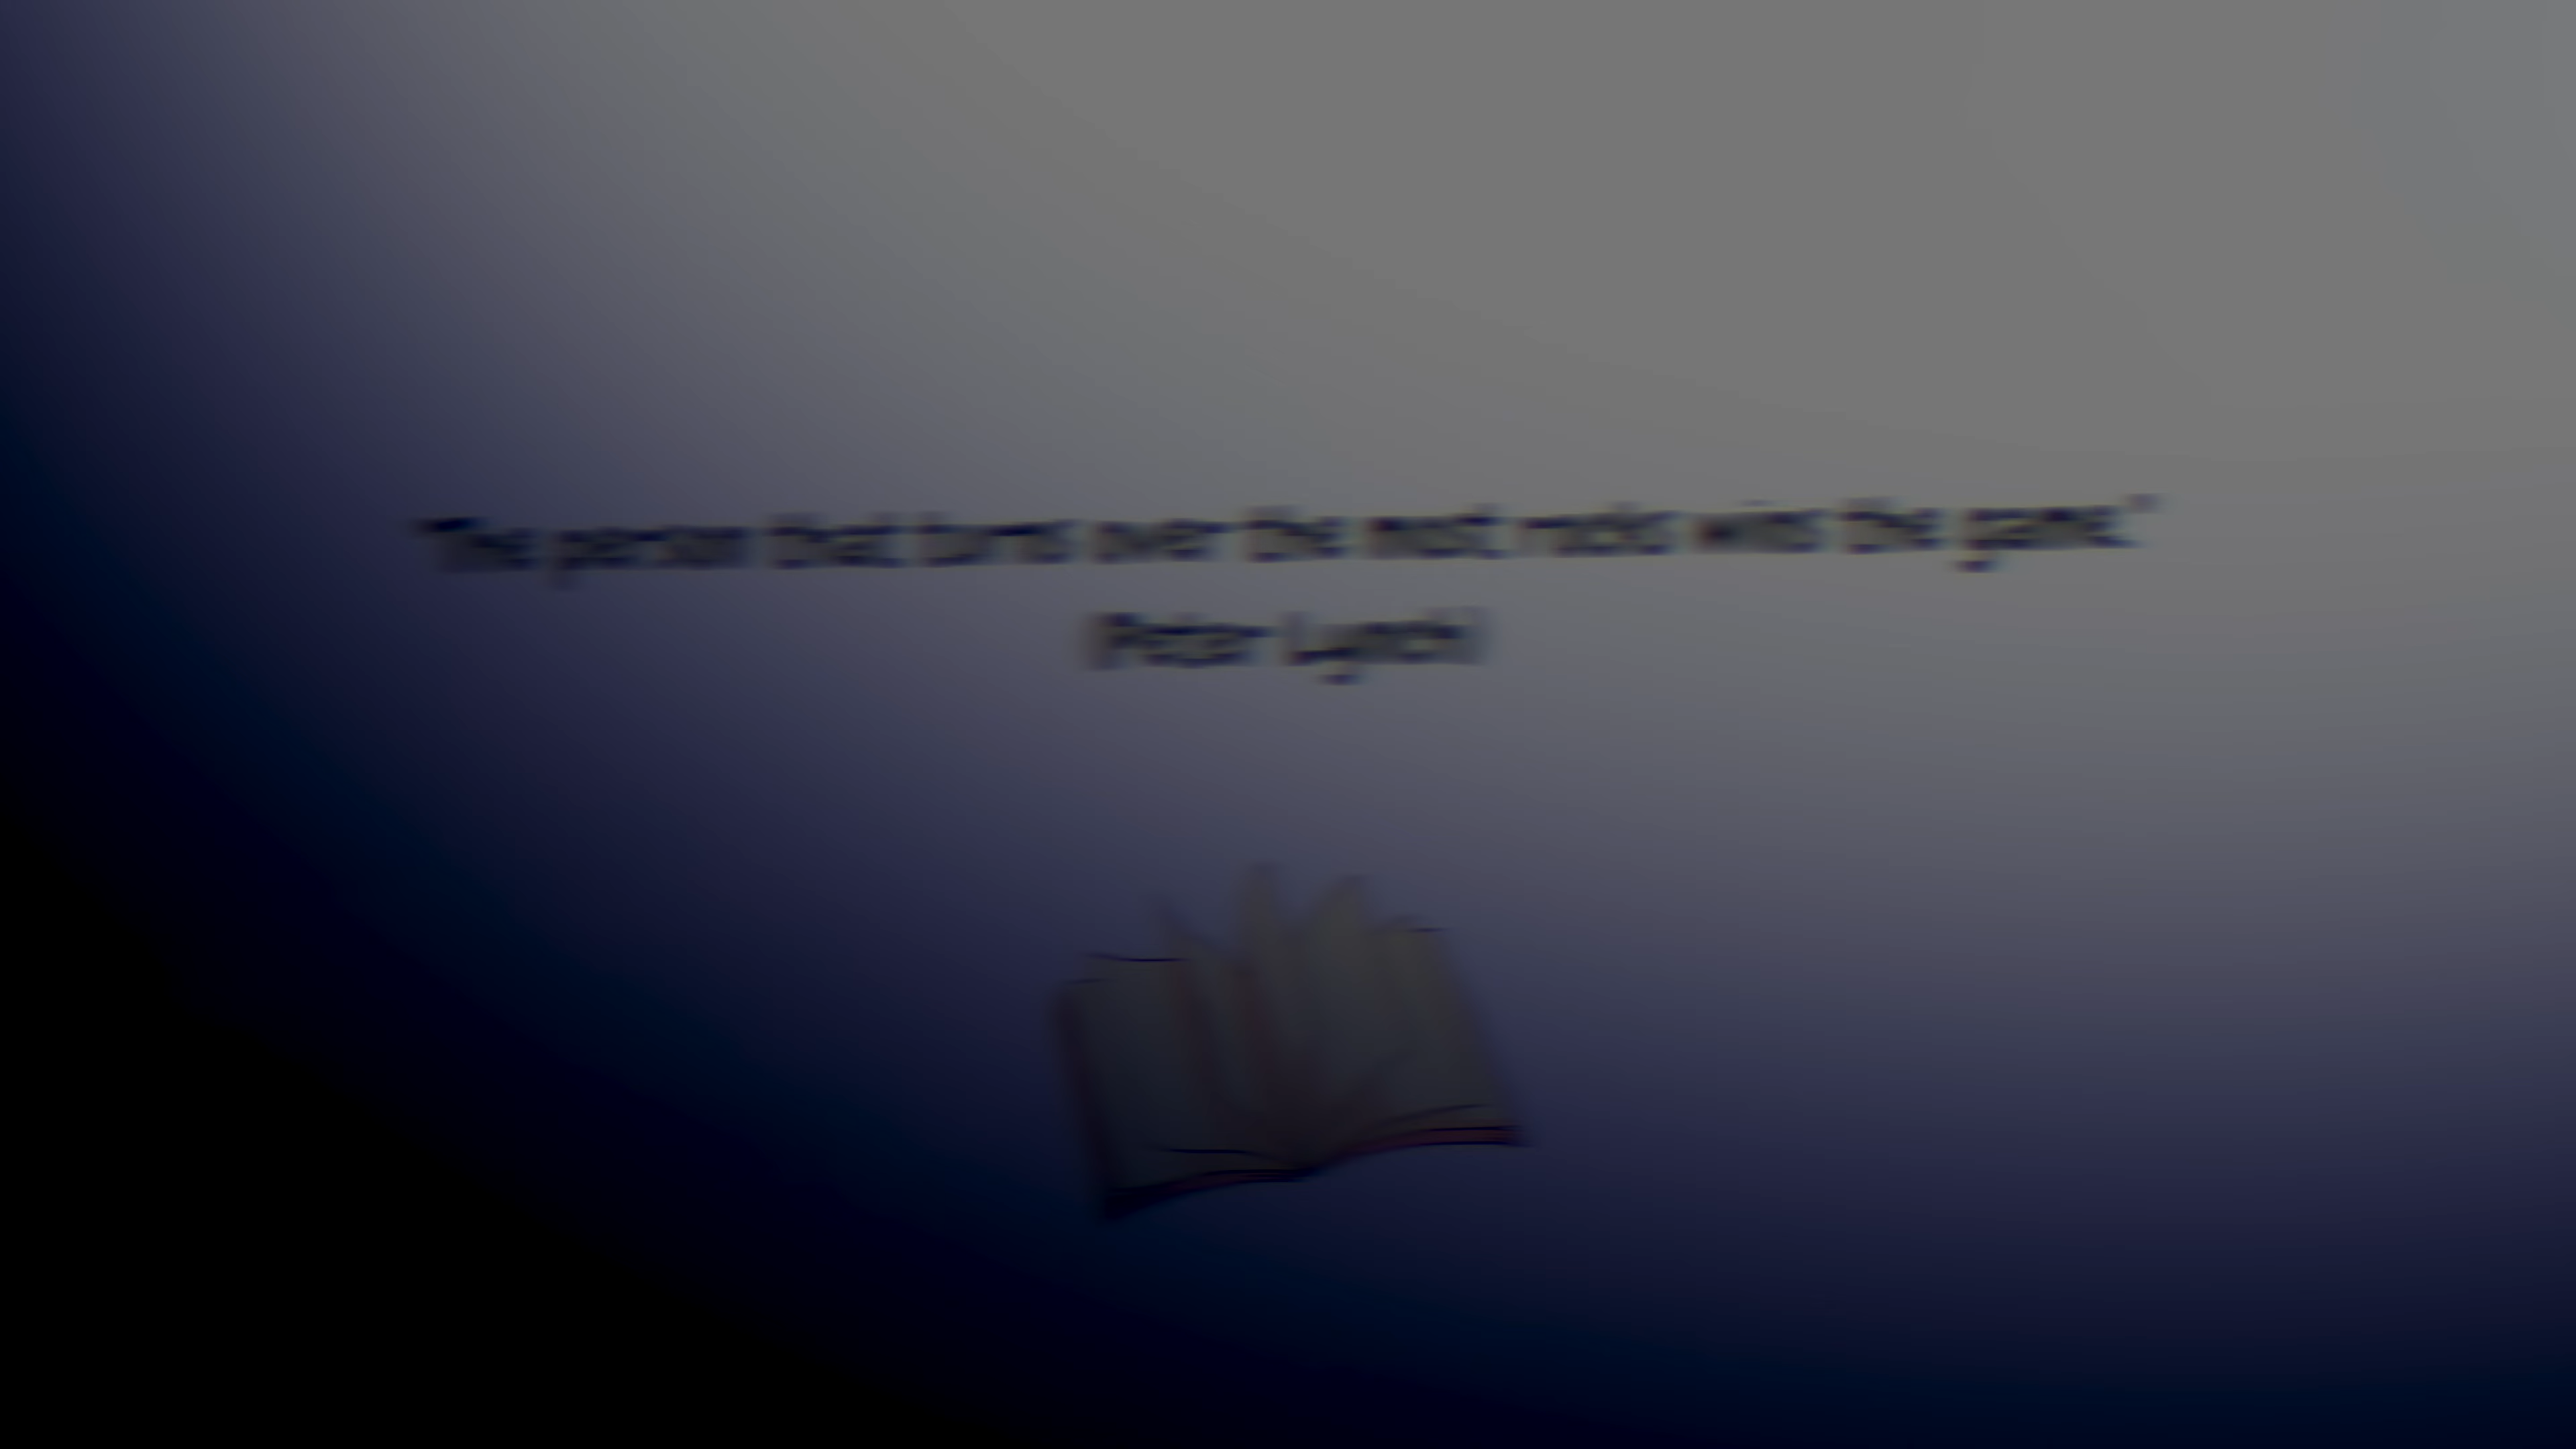 "The person that turns over the most rocks wins the game."
Peter Lynch